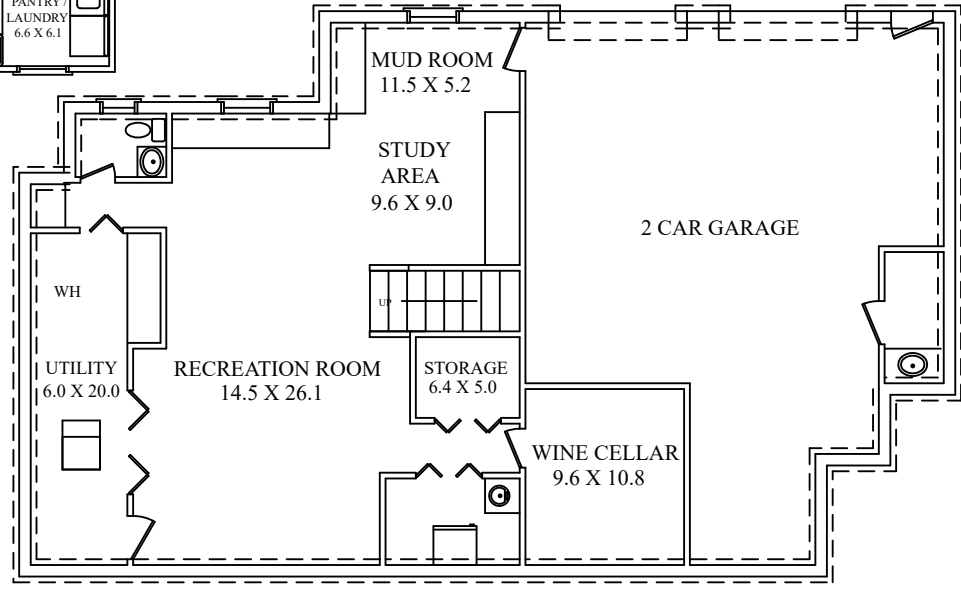 PANTRY /
LAUNDRY
6.6 X 6.1
MUD ROOM
11.5 X 5.2
STUDY
AREA
9.6 X 9.0
2 CAR GARAGE
WH
UP
UTILITY
6.0 X 20.0
RECREATION ROOM
14.5 X 26.1
STORAGE
6.4 X 5.0
WINE CELLAR
9.6 X 10.8